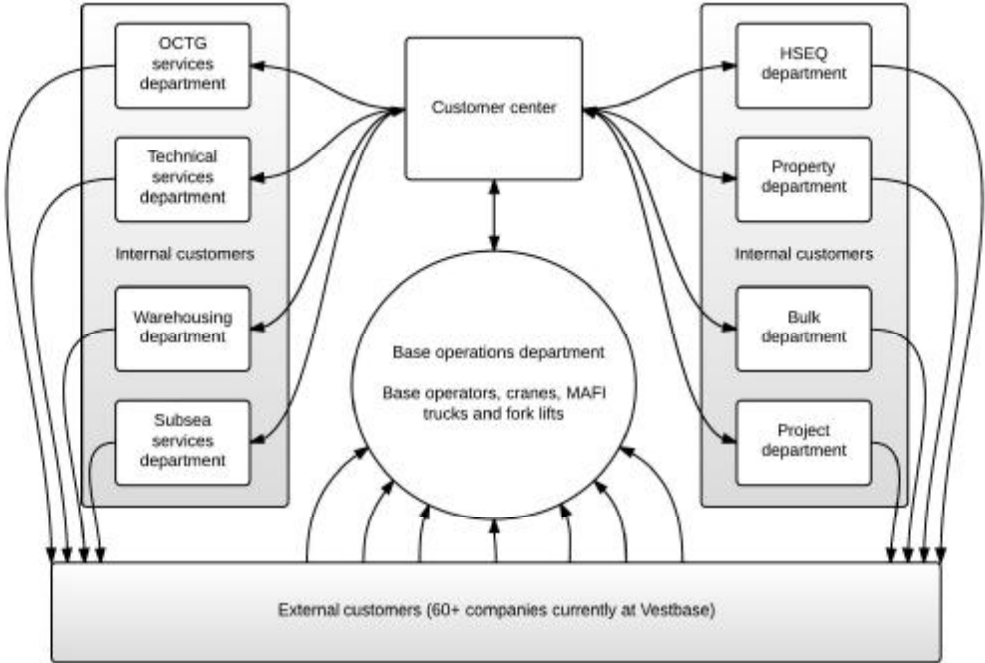 OCTG
services
department
Technical
services
department
Internal customers
Warehousing
department
Subsea
services
department
Customer center
Base operations department
Base operators, cranes, MAFI
trucks and fork lifts
HSEQ
department
Property
department
Internal customers
Bulk
department
Project
department
External customers (60+ companies currently at Vestbase)